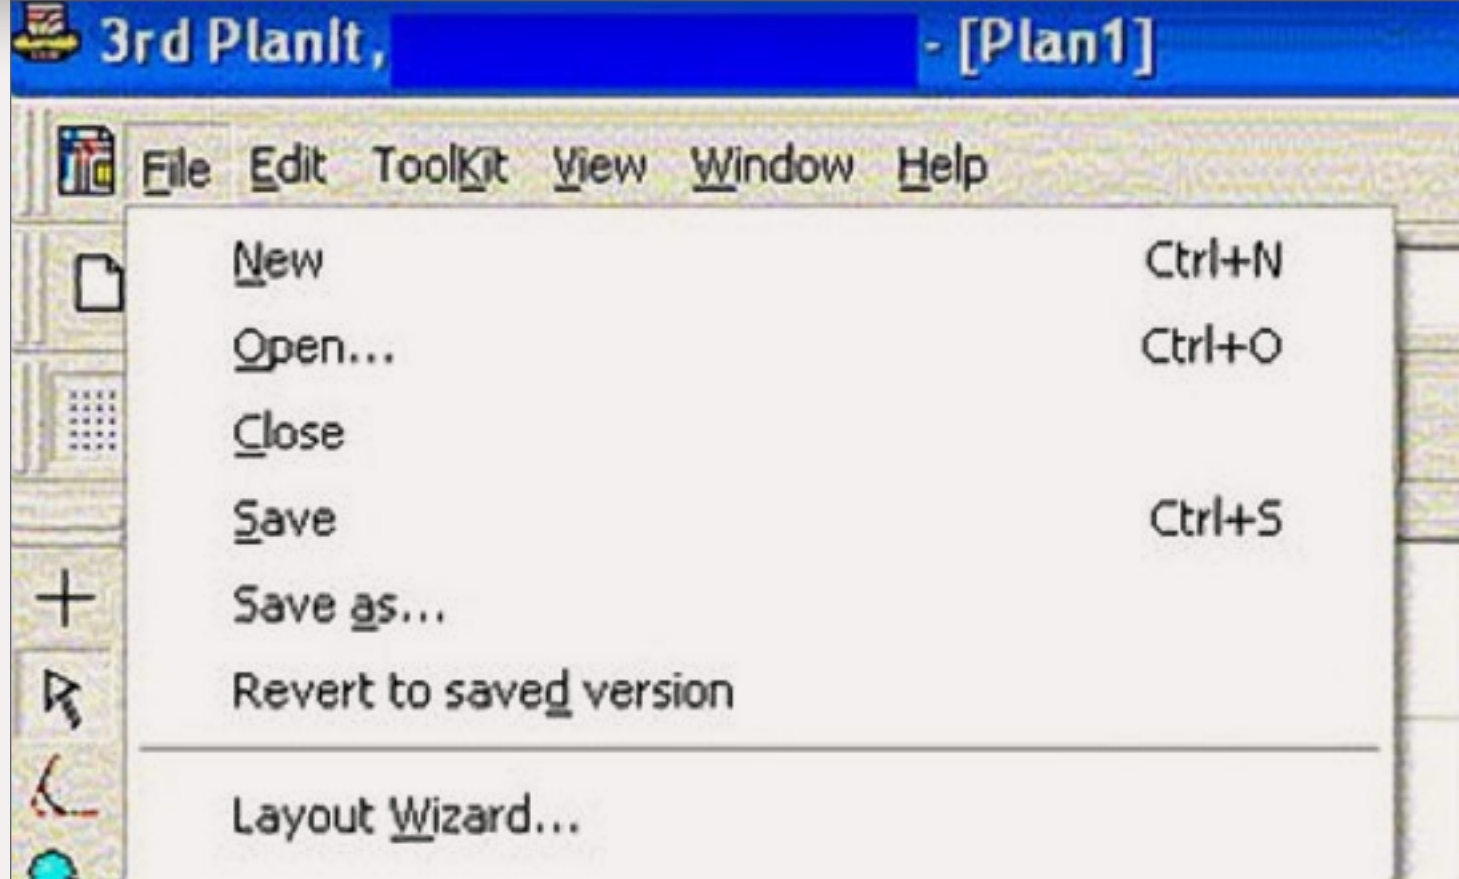 3rd PlanIt, - [Plan1]
File Edit ToolKit View Window Help
New Ctrl+N
Open... Ctrl+O
Close
Save Ctrl+S
Save as...
Revert to saved version
Layout Wizard...